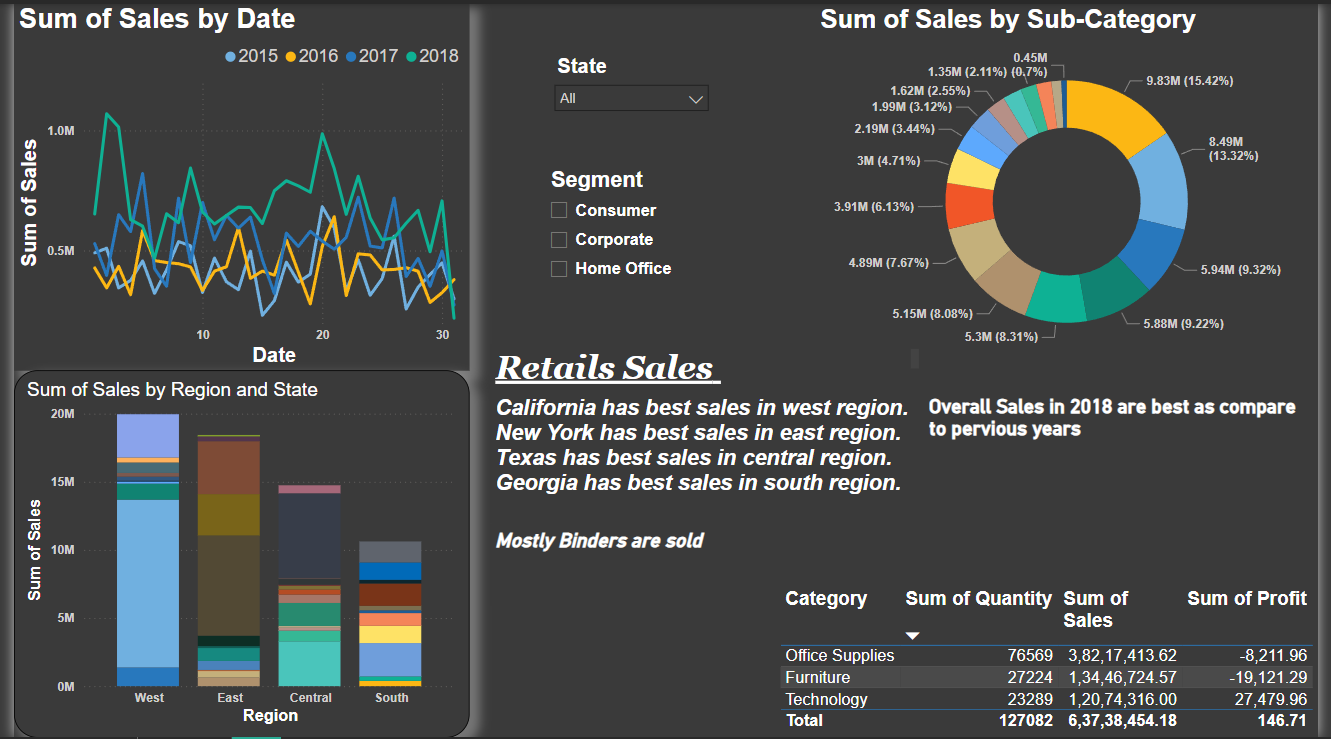 Sum of Sales by Date
2015 2016 2017 2018
1.0M
0.5M
Sum of Sales
10 20 30
Date
State
All
Segment
Consumer
Corporate
Home Office
Sum of Sales by Sub-Category
0.45M
(0.7%)
1.35M (2.11%)
1.62M (2.55%)
1.99M (3.12%)
2.19M (3.44%)
3M (4.71%)
3.91M (6.13%)
4.89M (7.67%)
5.15M (8.08%)
5.3M (8.31%)
9.83M (15.42%)
8.49M
(13.32%)
5.94M (9.32%)
5.88M (9.22%)
Sum of Sales by Region and State
20M
15M
10M
5M
0M
Sum of Sales
West East Central South
Region
Retails Sales
California has best sales in west region.
New York has best sales in east region.
Texas has best sales in central region.
Georgia has best sales in south region.
Mostly Binders are sold
Overall Sales in 2018 are best as compare
to pervious years
Category Sum of Quantity Sum of Sales Sum of Profit
Office Supplies 76569 3,82,17,413.62 -8,211.96
Furniture 27224 1,34,46,724.57 -19,121.29
Technology 23289 1,20,74,316.00 27,479.96
Total 127082 6,37,38,454.18 146.71